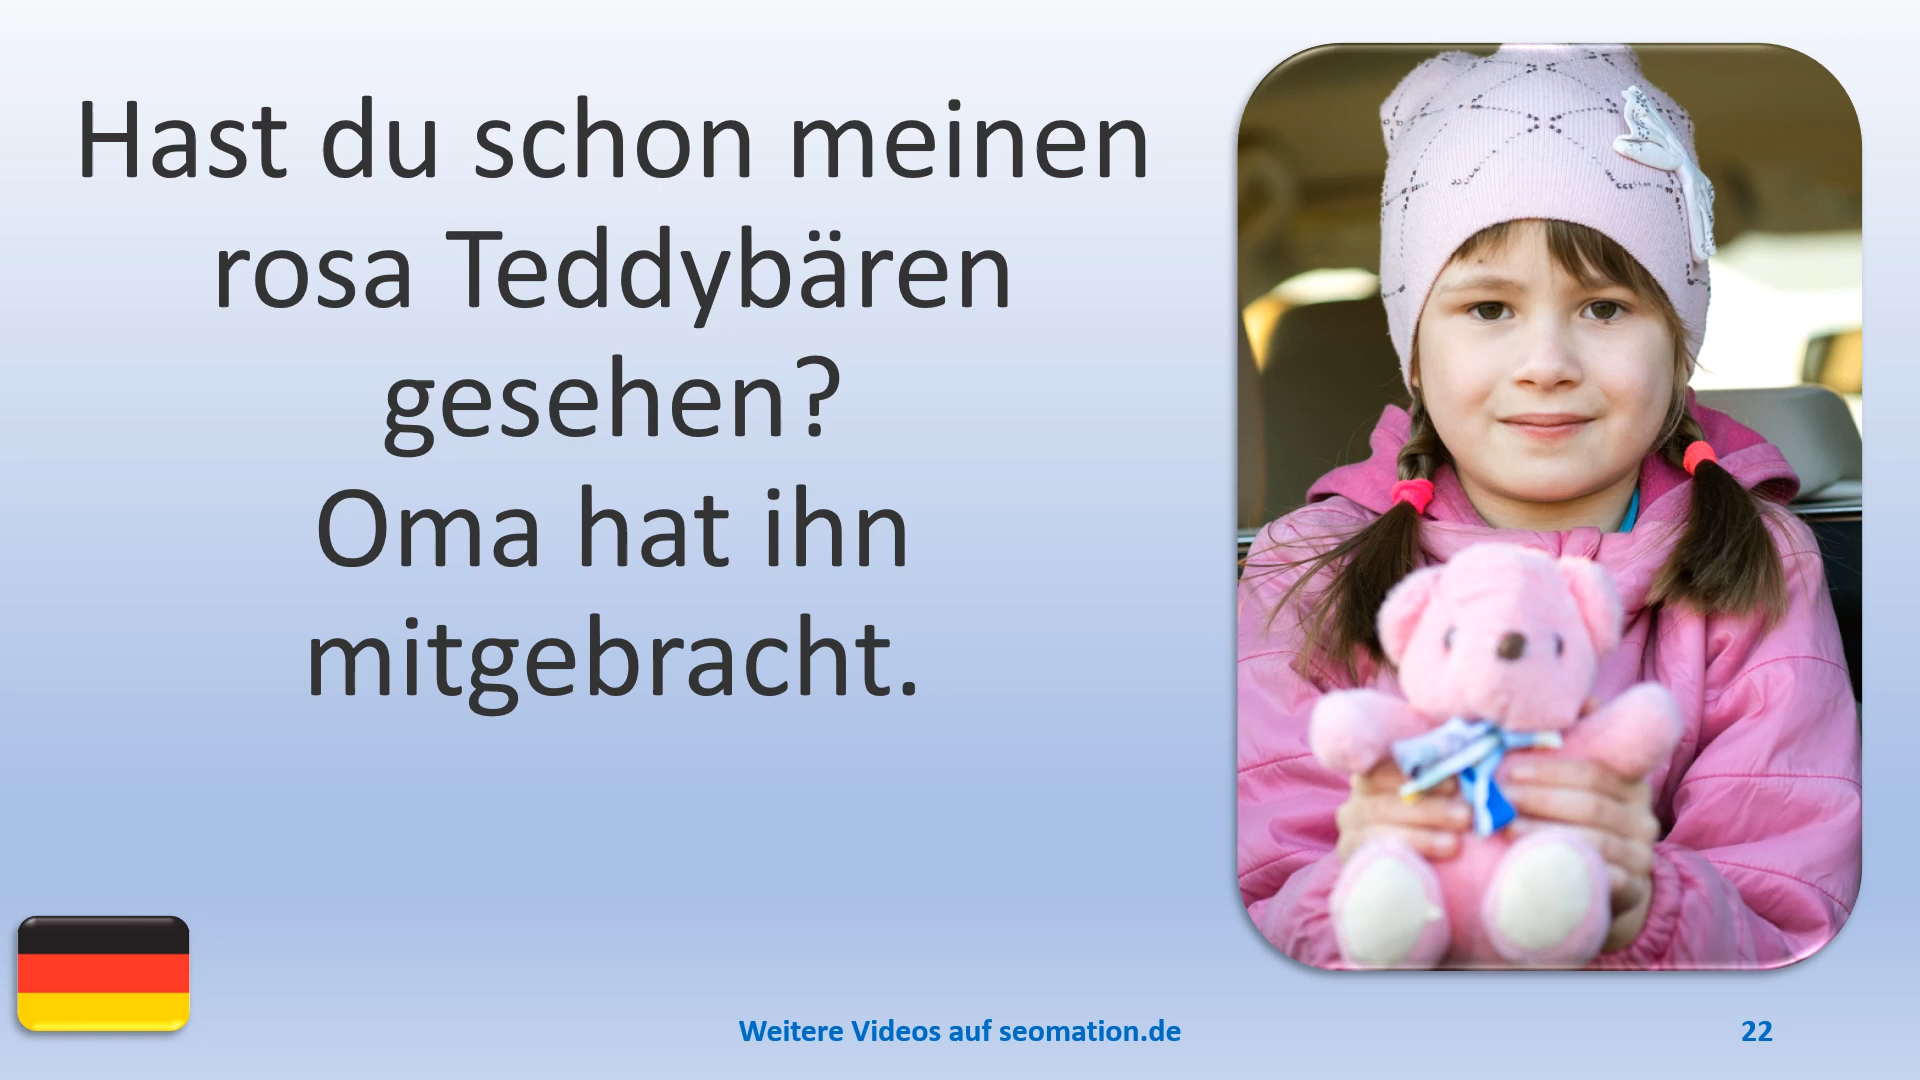 Hast du schon meinen
rosa Teddybären
gesehen?
Oma hat ihn
mitgebracht.
Weitere Videos auf seomation.de
22